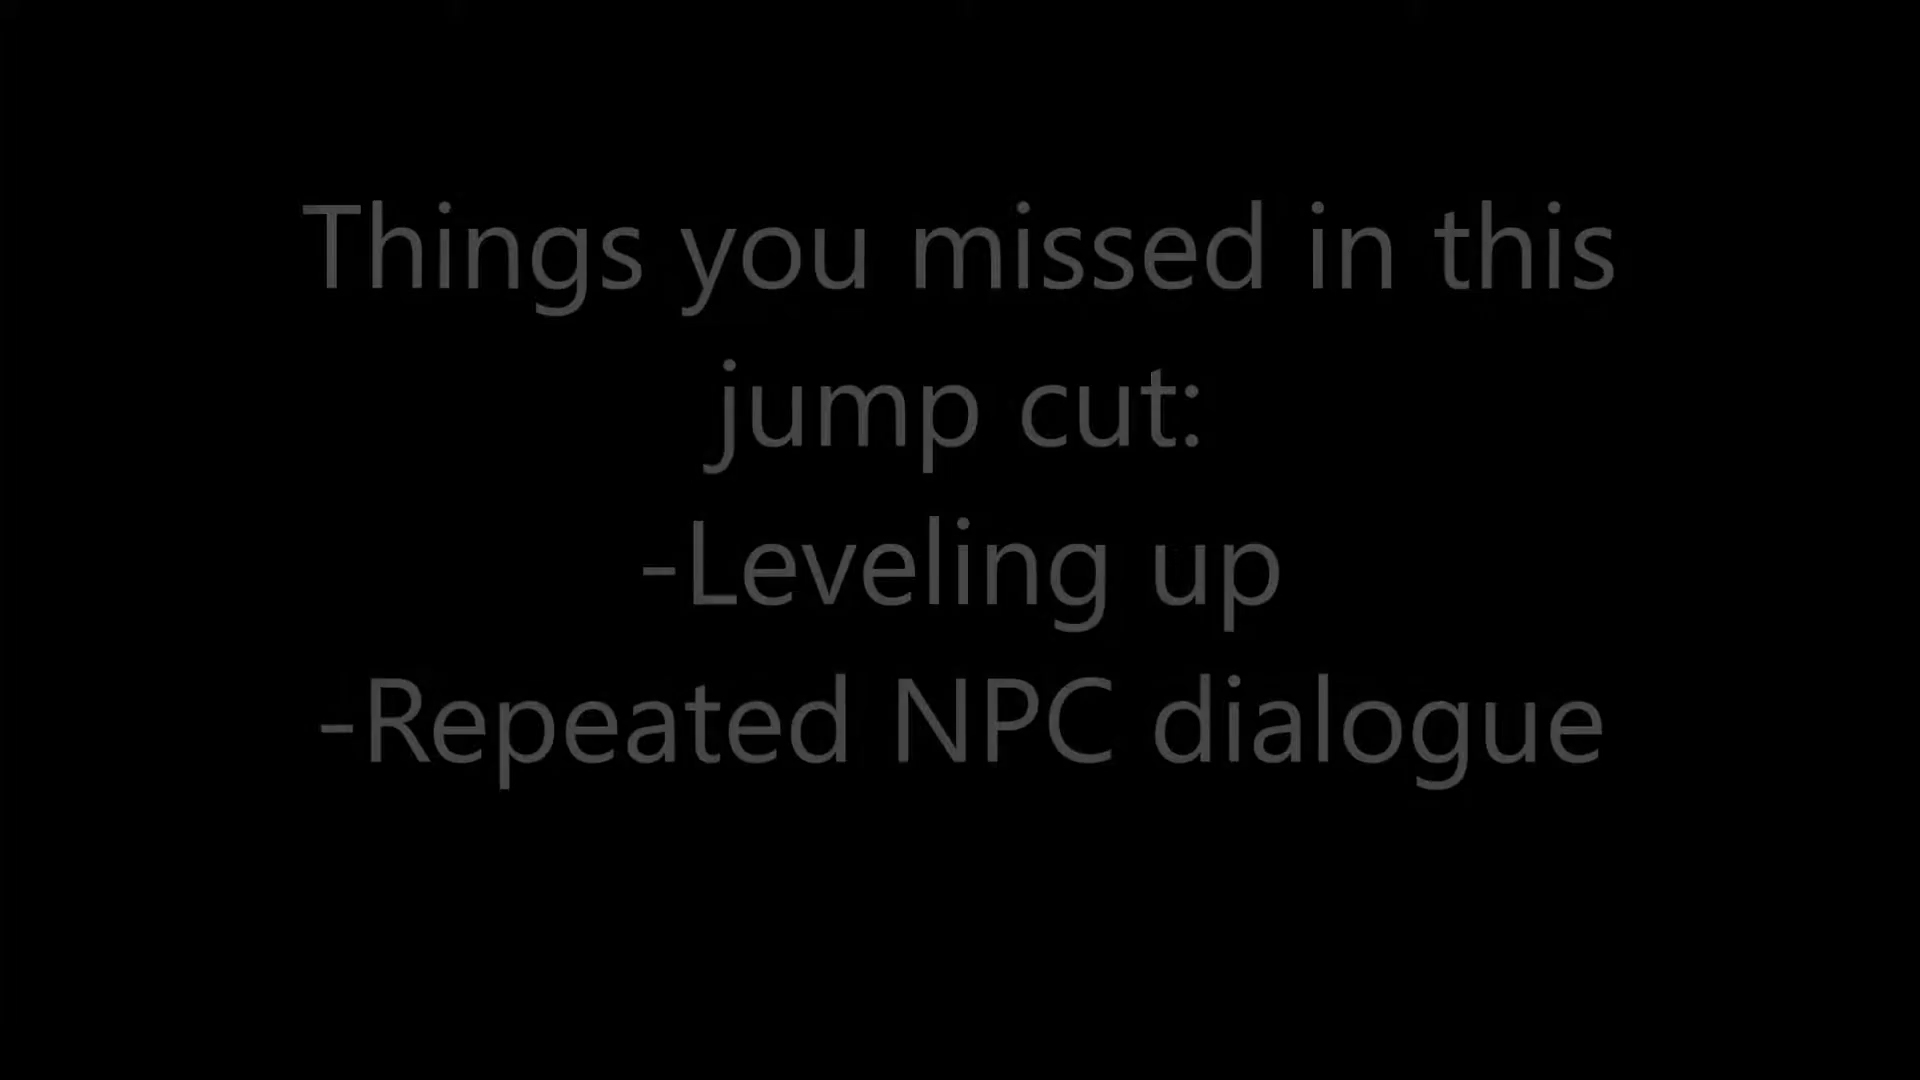 Things you missed in this
jump cut:
-Leveling up
-Repeated NPC dialogue